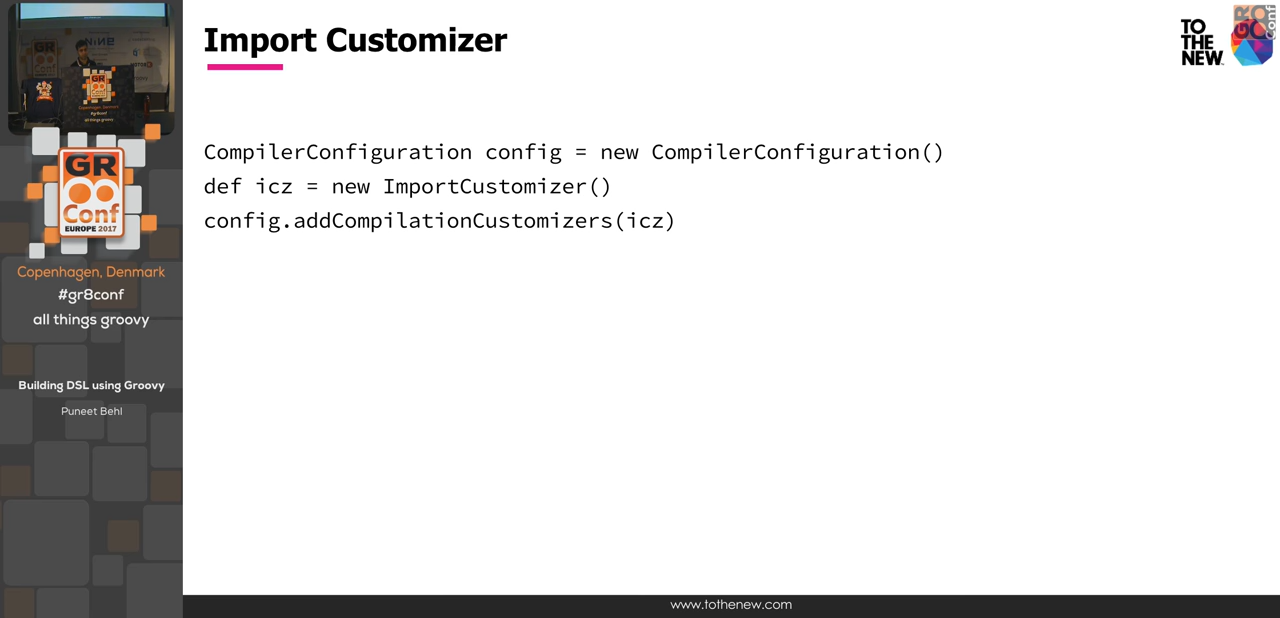 Import Customizer
TO
THE
NEW
CompilerConfiguration config = new CompilerConfiguration()
def icz = new ImportCustomizer()
config.addCompilationCustomizers(icz)
GR
Conf
EUROPE 2017
Copenhagen, Denmark
#gr8conf
all things groovy
Building DSL using Groovy
Puneet Behl
www.tothenew.com